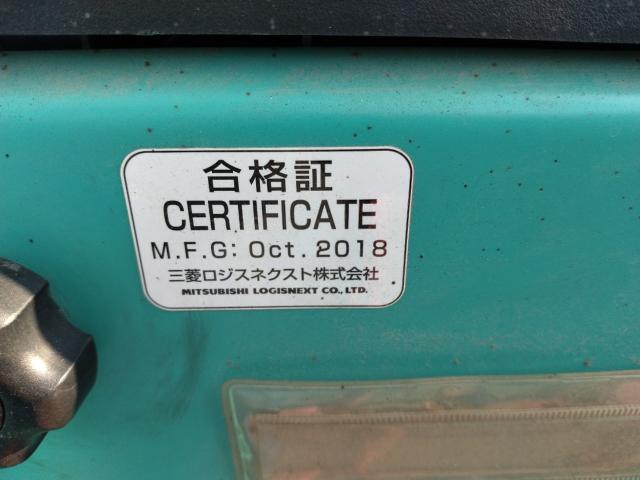 合格証
CERTIFICATE
M.F.G: Oct. 2018
三菱ロジスネクスト株式会社
MITSUBISHI LOGISNEXT CO., LTD.